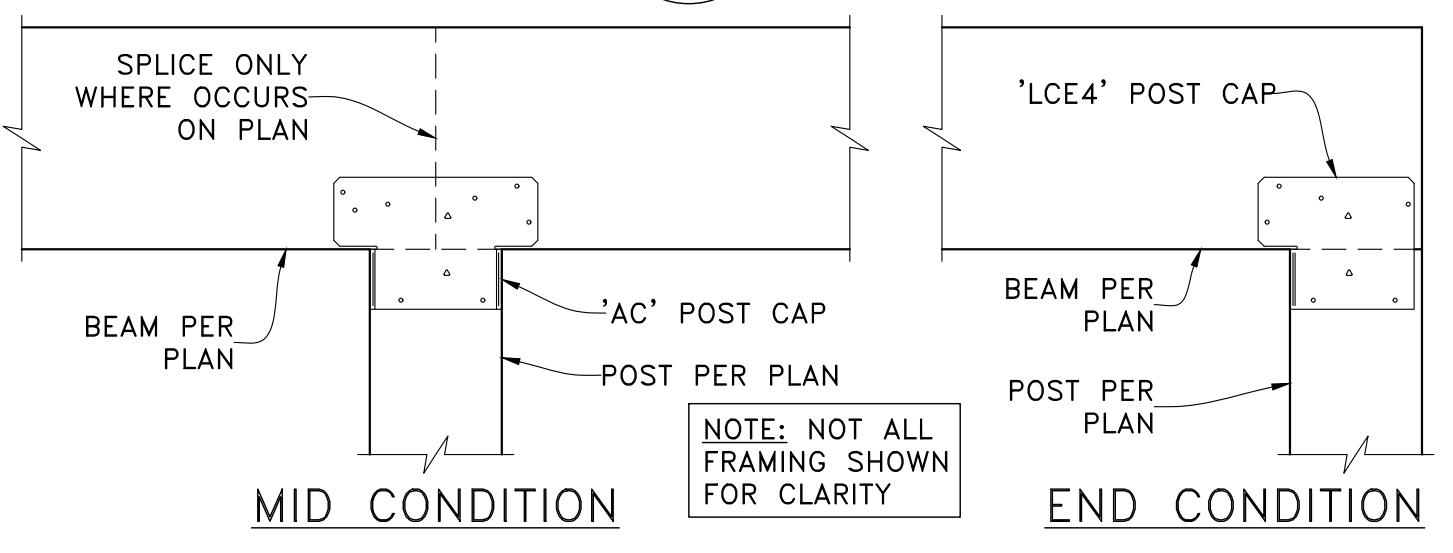 SPLICE ONLY
WHERE OCCURS
ON PLAN
BEAM PER
PLAN
'AC' POST CAP
POST PER PLAN
MID CONDITION
NOTE: NOT ALL
FRAMING SHOWN
FOR CLARITY
'LCE4' POST CAP
BEAM PER
PLAN
POST PER
PLAN
END CONDITION